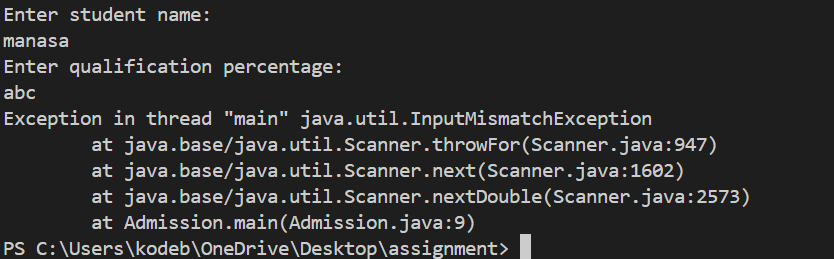 Enter student name:
manasa
Enter qualification percentage:
abc
Exception in thread "main" java.util.InputMismatchException
        at java.base/java.util.Scanner.throwFor(Scanner.java:947)
        at java.base/java.util.Scanner.next(Scanner.java:1602)
        at java.base/java.util.Scanner.nextDouble(Scanner.java:2573)
        at Admission.main(Admission.java:9)
PS C:\Users\kodeb\OneDrive\Desktop\assignment>